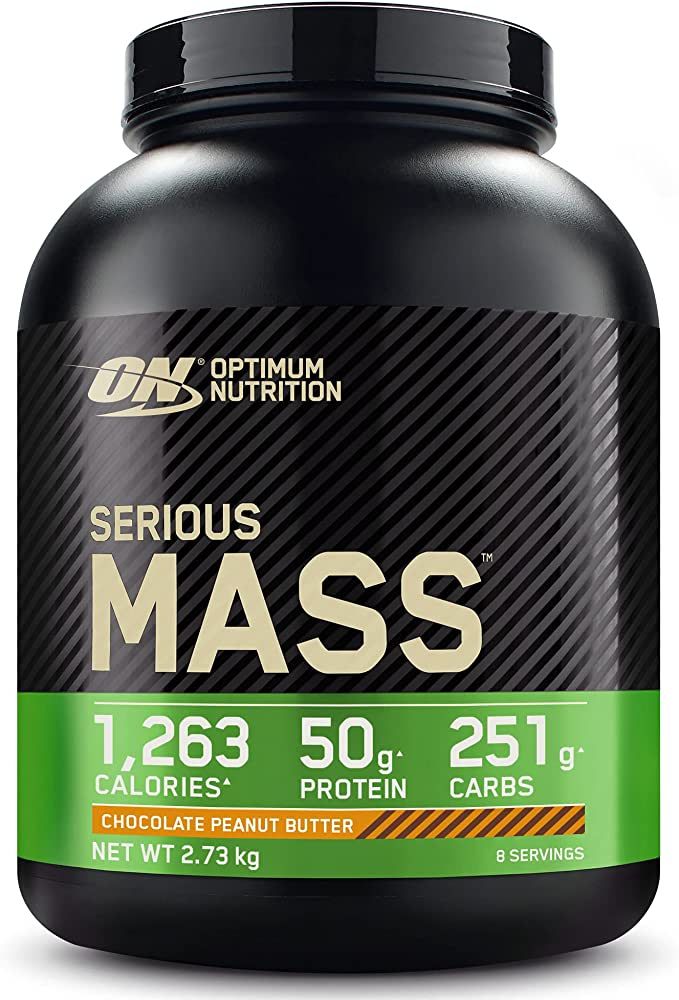 ON® OPTIMUM
NUTRITION
SERIOUS
MASS™
1,263 50g▲ 251g▲
CALORIES▲ PROTEIN CARBS
CHOCOLATE PEANUT BUTTER
NET WT 2.73 kg 8 SERVINGS